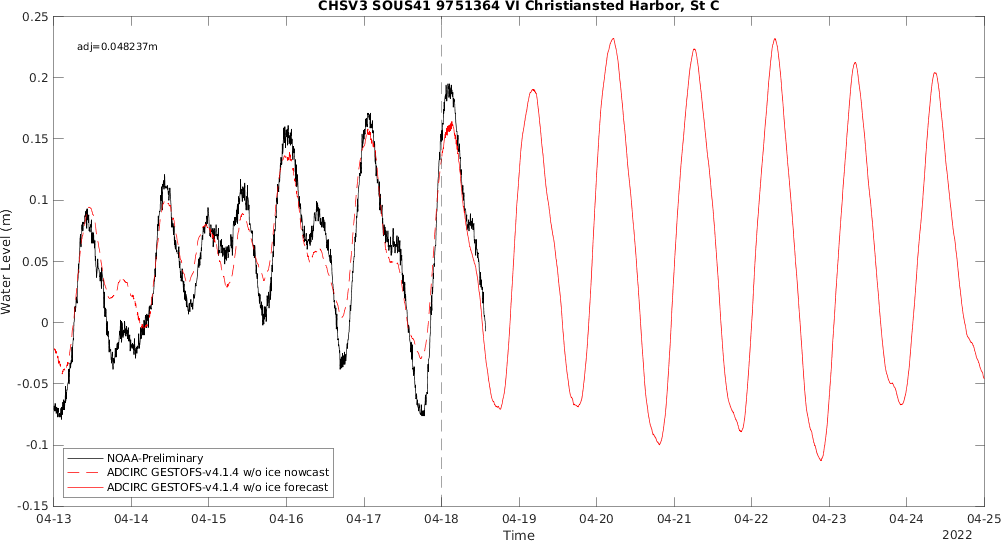 CHSV3 SOUS41 9751364 VI Christiansted Harbor, St C
adj=0.048237m
0.25
0.2
0.15
0.1
0.05
0
-0.05
-0.1
-0.15
Water Level (m)
NOAA-Preliminary
ADCIRC GESTOFS-v4.1.4 w/o ice nowcast
ADCIRC GESTOFS-v4.1.4 w/o ice forecast
04-13 04-14 04-15 04-16 04-17 04-18 04-19 04-20 04-21 04-22 04-23 04-24 04-25
Time
2022